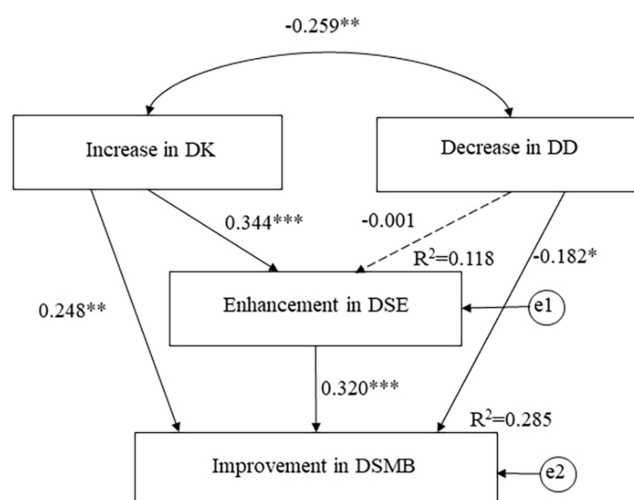 -0.259**
Increase in DK
Decrease in DD
0.344***
-0.001
R²=0.118
-0.182*
Enhancement in DSE
e1
0.248**
0.320***
R²=0.285
Improvement in DSMB
e2